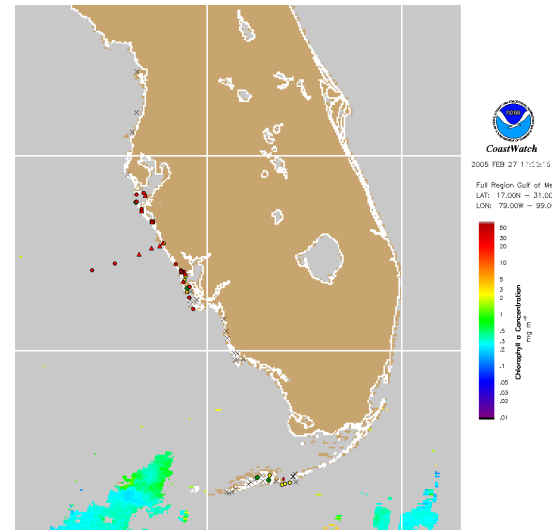 noaa
CoastWatch
2005 FEB 27
Full Region Gulf of Me
LAT: 17.00N – 31.00
LON: 79.00W – 99.0
50
30
20
10
5
3
2
1
.5
.3
.2
.1
.05
.03
.02
.01
Chlorophyll a Concentration
mg m